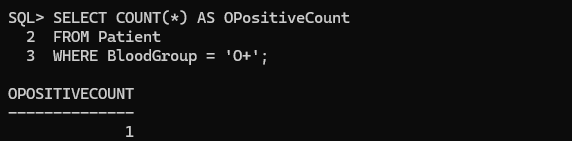 SQL> SELECT COUNT(*) AS OPositiveCount
  2  FROM Patient
  3  WHERE BloodGroup = 'O+';

OPOSITIVECOUNT
--------------
             1